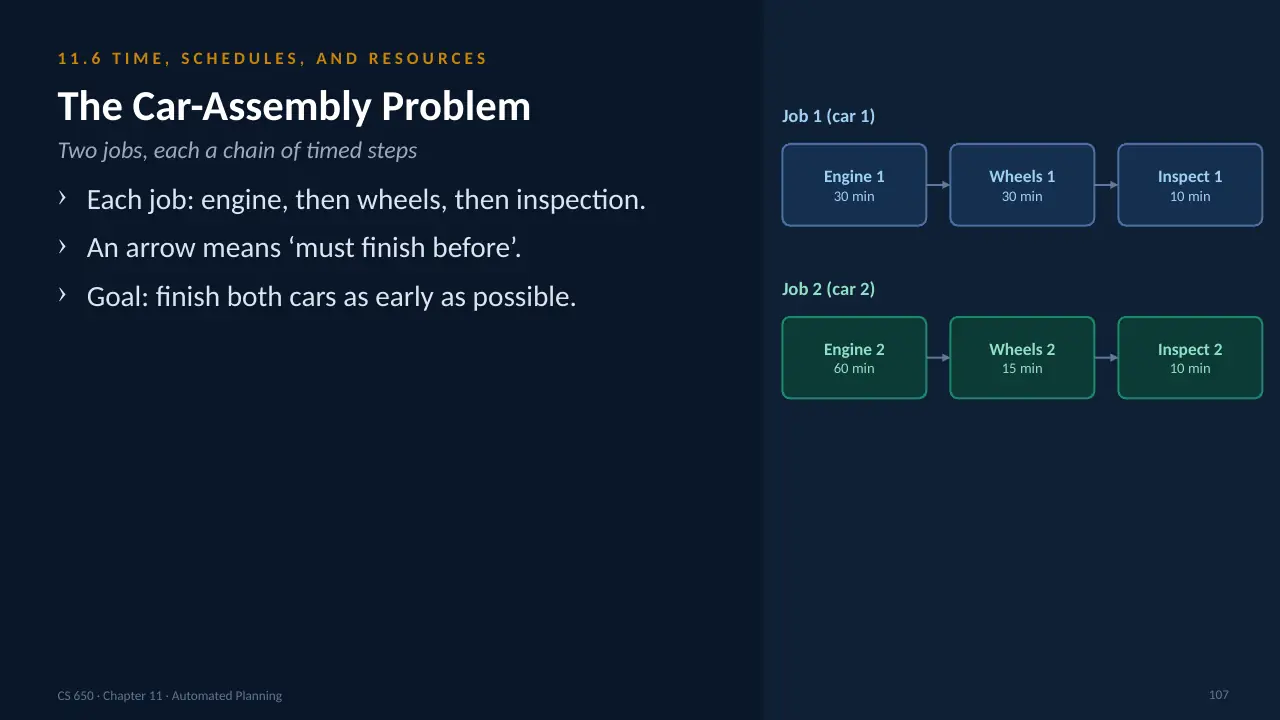 11.6 TIME, SCHEDULES, AND RESOURCES
The Car-Assembly Problem
Two jobs, each a chain of timed steps
› Each job: engine, then wheels, then inspection.
› An arrow means ‘must finish before’.
› Goal: finish both cars as early as possible.
Job 1 (car 1)
Engine 1
30 min
Wheels 1
30 min
Inspect 1
10 min
Job 2 (car 2)
Engine 2
60 min
Wheels 2
15 min
Inspect 2
10 min
CS 650 · Chapter 11 · Automated Planning
107